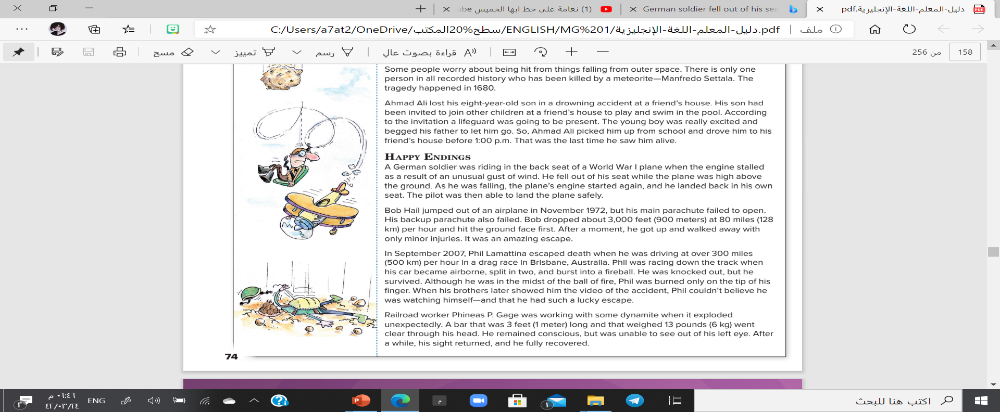 دليل-المعلم-اللغة-الإنجليزية.pdf
German soldier fell out of his sea
(1) نعامة على خط ابها الخميس ube
C:/Users/a7at2/OneDrive/سطح%20المكتب/ENGLISH/MG%201/دليل-المعلم-اللغة-الإنجليزية.pdf
ملف
158
من 256
قراءة بصوت عالٍ
رسم
تمييز
مسح
Some people worry about being hit from things falling from outer space. There is only one
person in all recorded history who has been killed by a meteorite—Manfredo Settala. The
tragedy happened in 1680.
Ahmad Ali lost his eight-year-old son in a drowning accident at a friend's house. His son had
been invited to join other children at a friend's house to play and swim in the pool. According
to the invitation a lifeguard was going to be present. The young boy was really excited and
begged his father to let him go. So, Ahmad Ali picked him up from school and drove him to his
friend's house before 1:00 p.m. That was the last time he saw him alive.
HAPPY ENDINGS
A German soldier was riding in the back seat of a World War I plane when the engine stalled
as a result of an unusual gust of wind. He fell out of his seat while the plane was high above
the ground. As he was falling, the plane's engine started again, and he landed back in his own
seat. The pilot was then able to land the plane safely.
Bob Hail jumped out of an airplane in November 1972, but his main parachute failed to open.
His backup parachute also failed. Bob dropped about 3,000 feet (900 meters) at 80 miles (128
km) per hour and hit the ground face first. After a moment, he got up and walked away with
only minor injuries. It was an amazing escape.
In September 2007, Phil Lamattina escaped death when he was driving at over 300 miles
(500 km) per hour in a drag race in Brisbane, Australia. Phil was racing down the track when
his car became airborne, split in two, and burst into a fireball. He was knocked out, but he
survived. Although he was in the midst of the ball of fire, Phil was burned only on the tip of his
finger. When his brothers later showed him the video of the accident, Phil couldn't believe he
was watching himself—and that he had such a lucky escape.
Railroad worker Phineas P. Gage was working with some dynamite when it exploded
unexpectedly. A bar that was 3 feet (1 meter) long and that weighed 13 pounds (6 kg) went
clear through his head. He remained conscious, but was unable to see out of his left eye. After
a while, his sight returned, and he fully recovered.
74
اكتب هنا للبحث
ENG
٠٦:٤٦ م
٤٢/٠٣/٢٤